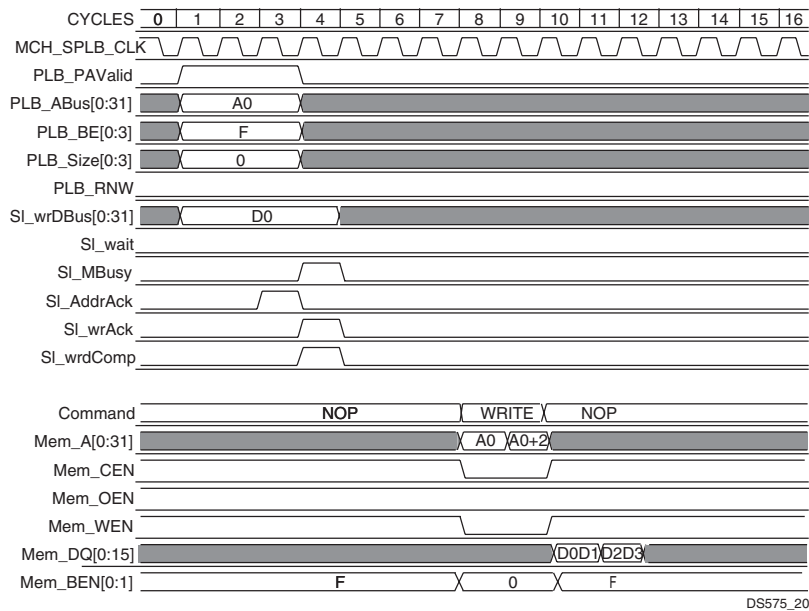 CYCLES 0 1 2 3 4 5 6 7 8 9 10 11 12 13 14 15 16
MCH_SPLB_CLK
PLB_PAValid
PLB_ABus[0:31] A0
PLB_BE[0:3] F
PLB_Size[0:3] 0
PLB_RNW
Sl_wrDBus[0:31] D0
Sl_wait
Sl_MBusy
Sl_AddrAck
Sl_wrAck
Sl_wrdComp
Command NOP WRITE NOP
Mem_A[0:31] A0 A0+2
Mem_CEN
Mem_OEN
Mem_WEN
Mem_DQ[0:15] D0D1 D2D3
Mem_BEN[0:1] F 0 F
DS575_20